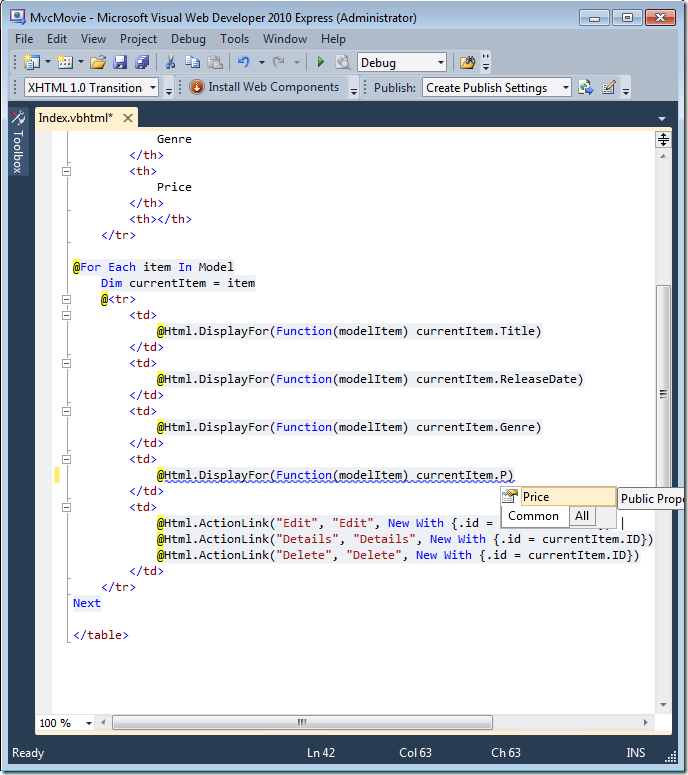 MvcMovie - Microsoft Visual Web Developer 2010 Express (Administrator)
File Edit View Project Debug Tools Window Help
Debug
XHTML 1.0 Transition Install Web Components Publish: Create Publish Settings
Index.vbhtml*
Toolbox
Genre
</th>
<th>
Price
</th>
<th></th>
</tr>
@For Each item In Model
Dim currentItem = item
@<tr>
<td>
@Html.DisplayFor(Function(modelItem) currentItem.Title)
</td>
<td>
@Html.DisplayFor(Function(modelItem) currentItem.ReleaseDate)
</td>
<td>
@Html.DisplayFor(Function(modelItem) currentItem.Genre)
</td>
<td>
@Html.DisplayFor(Function(modelItem) currentItem.P)
</td>
Price Public Prope
<td>
Common All
@Html.ActionLink("Edit", "Edit", New With {.id = |
@Html.ActionLink("Details", "Details", New With {.id = currentItem.ID})
@Html.ActionLink("Delete", "Delete", New With {.id = currentItem.ID})
</td>
</tr>
Next
</table>
100 %
Ready Ln 42 Col 63 Ch 63 INS